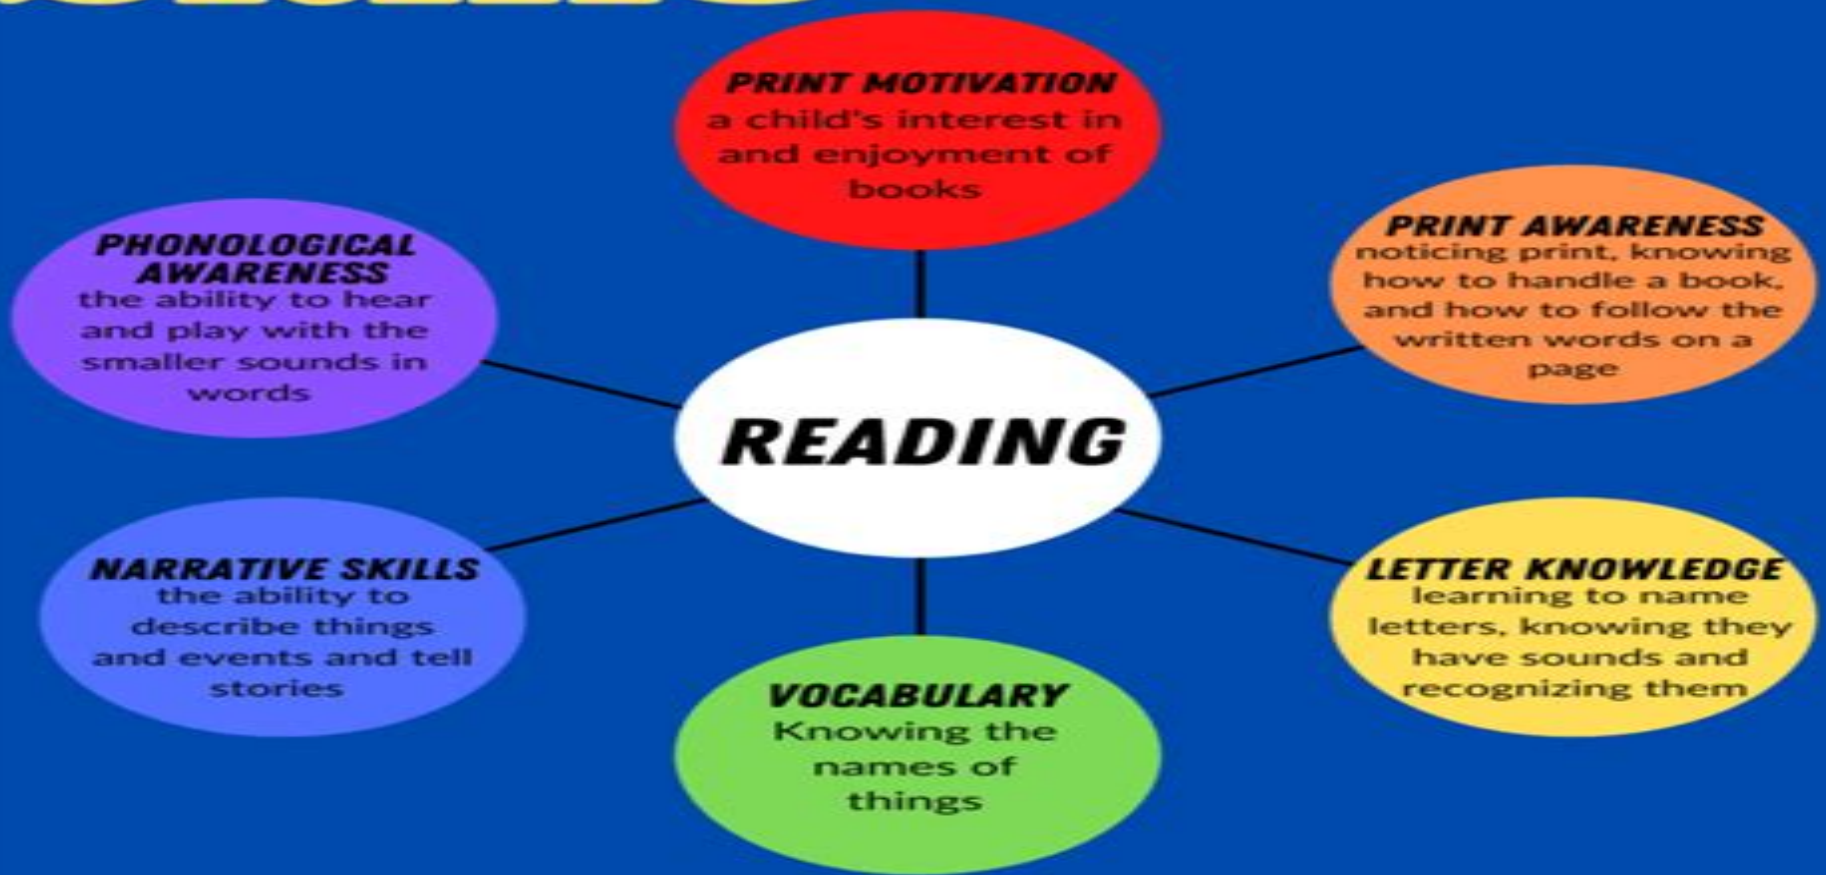 PRINT MOTIVATION
a child's interest in
and enjoyment of
books
PRINT AWARENESS
noticing print, knowing
how to handle a book,
and how to follow the
written words on a
page
PHONOLOGICAL
AWARENESS
the ability to hear
and play with the
smaller sounds in
words
READING
NARRATIVE SKILLS
the ability to
describe things
and events and tell
stories
LETTER KNOWLEDGE
learning to name
letters, knowing they
have sounds and
recognizing them
VOCABULARY
Knowing the
names of
things